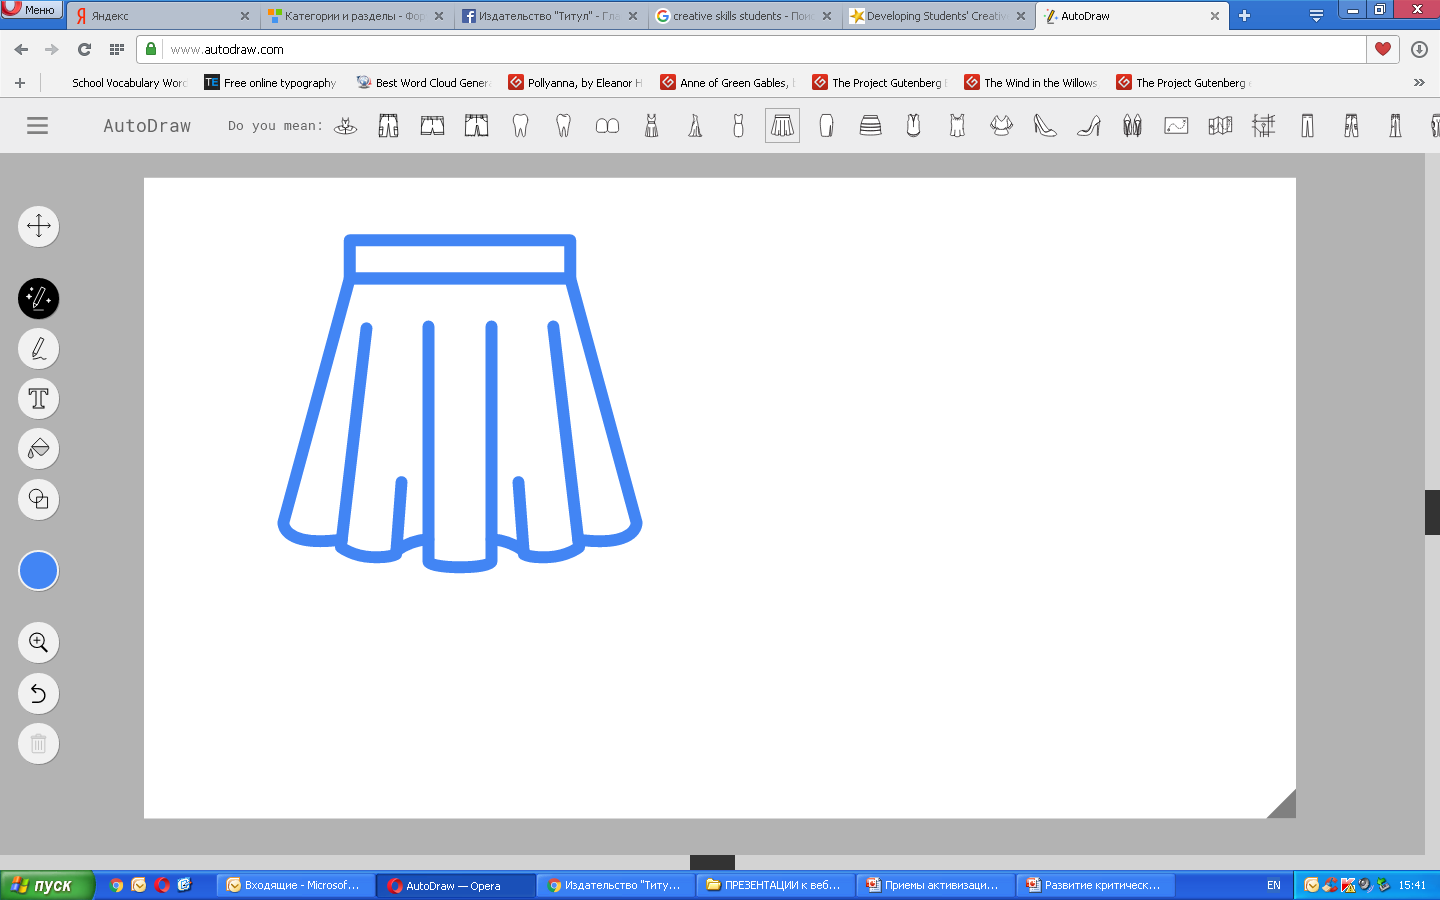 Меню
Яндекс
Категории и разделы - Фор
Издательство "Титул" - Гла
creative skills students - Поис
Developing Students' Creative
AutoDraw
www.autodraw.com
School Vocabulary Word
TE Free online typography
Best Word Cloud Gener
Pollyanna, by Eleanor H
Anne of Green Gables, b
The Project Gutenberg E
The Wind in the Willows
The Project Gutenberg e
AutoDraw
Do you mean:
T
пуск
Входящие - Microsof...
AutoDraw — Opera
Издательство "Титу...
ПРЕЗЕНТАЦИИ к веб...
Приемы активизаци...
Развитие критическ...
EN
15:41